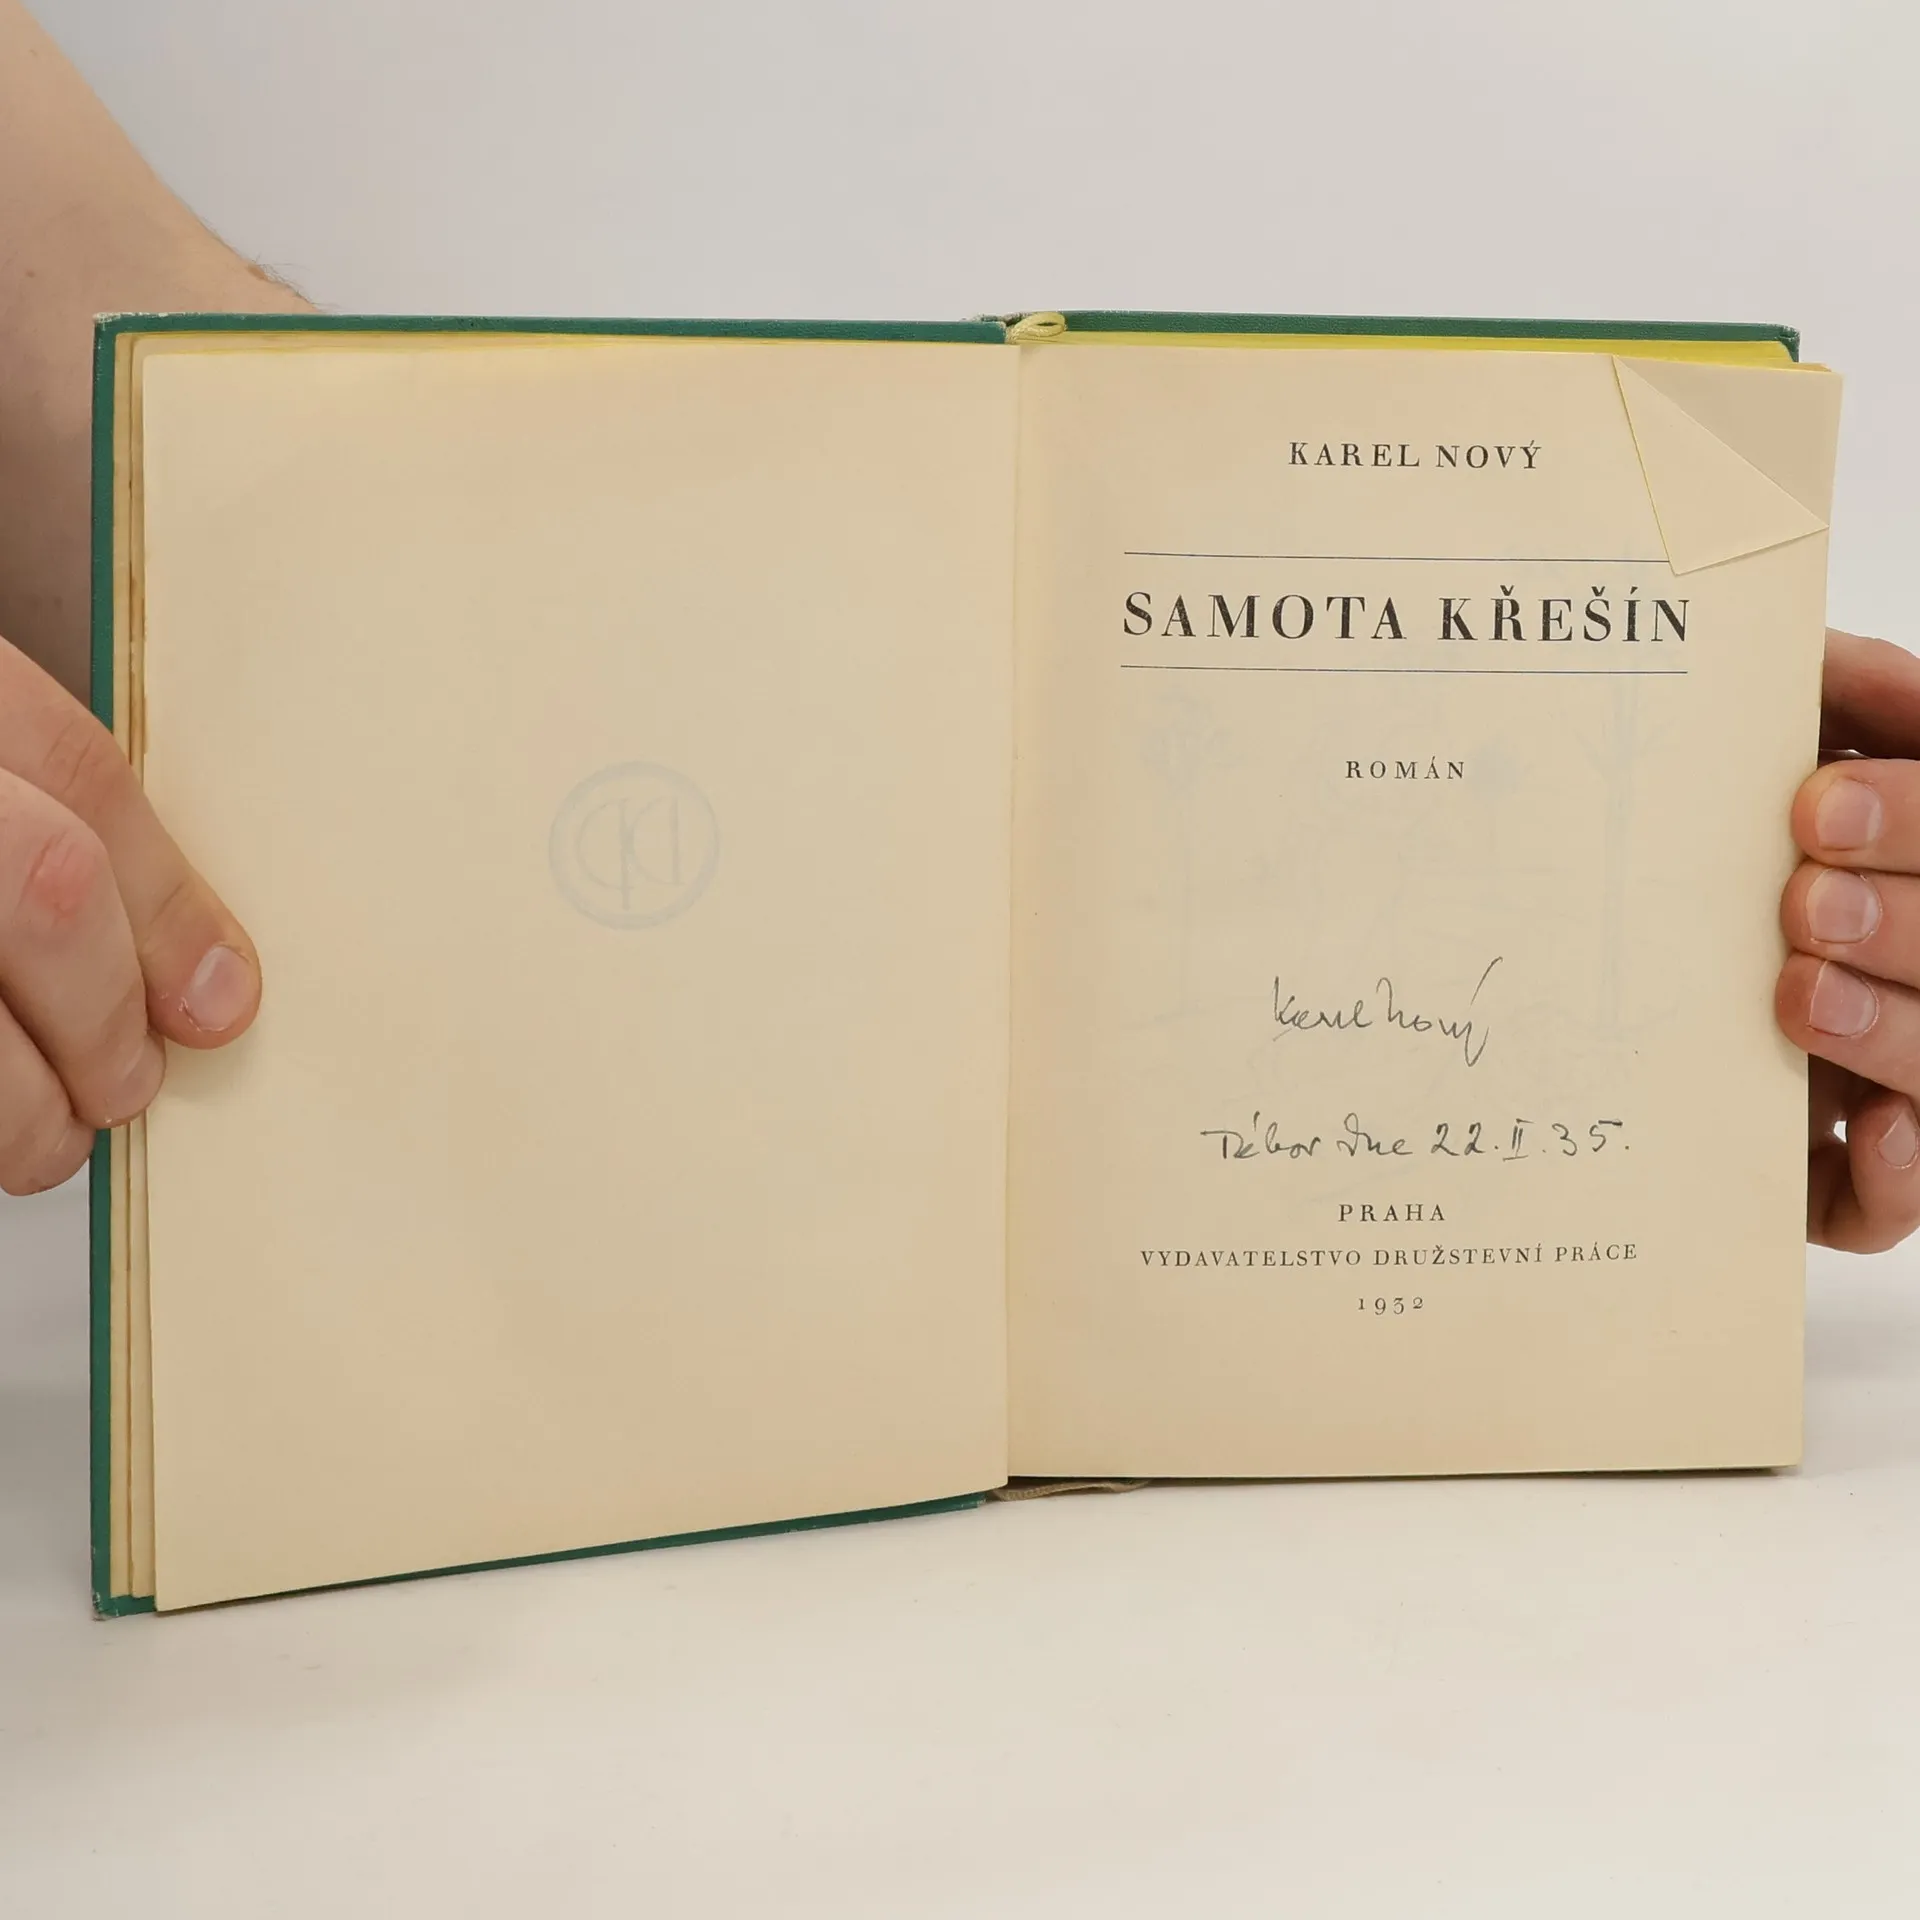 KAREL NOVÝ
SAMOTA KŘEŠÍN
ROMÁN
Karel Nový
Tábor dne 22. II. 35.
PRAHA
VYDAVATELSTVO DRUŽSTEVNÍ PRÁCE
1932